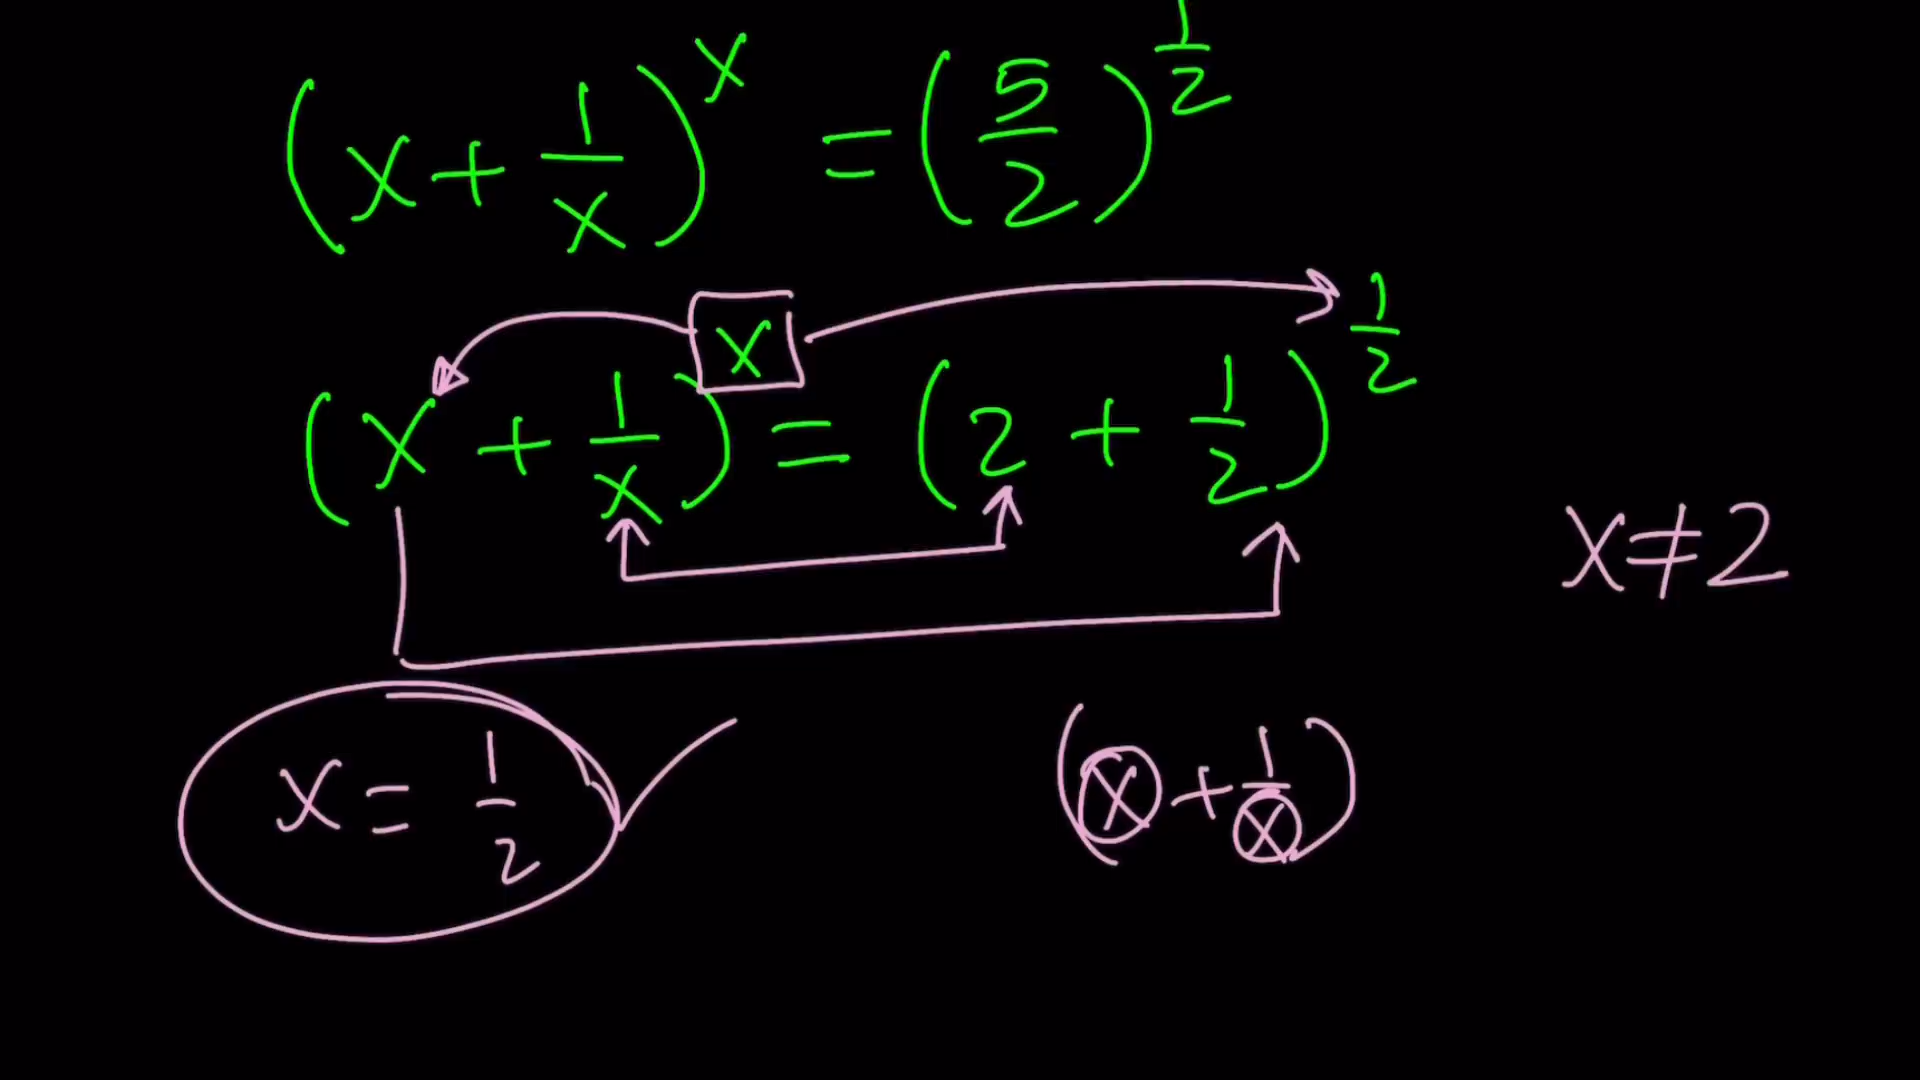 (x + 1/x)^x = (5/2)^1/2
(x + 1/x)^x = (2 + 1/2)^1/2
x ≠ 2
x = 1/2
(x + 1/x)